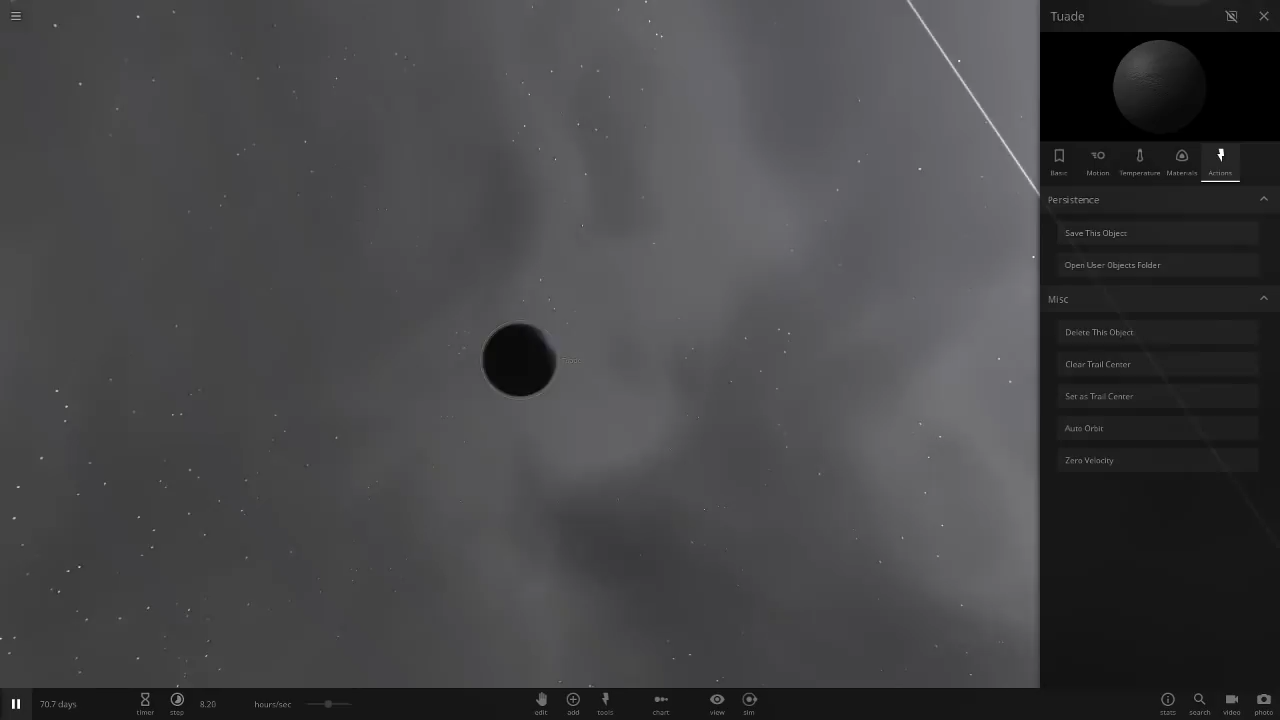 Tuade
Basic
Motion
Temperature
Materials
Actions
Persistence
Save This Object
Open User Objects Folder
Misc
Delete This Object
Clear Trail Center
Set as Trail Center
Auto Orbit
Zero Velocity
70.7 days
timer
step
8.20
hours/sec
edit
add
tools
chart
view
sim
stats
search
video
photo